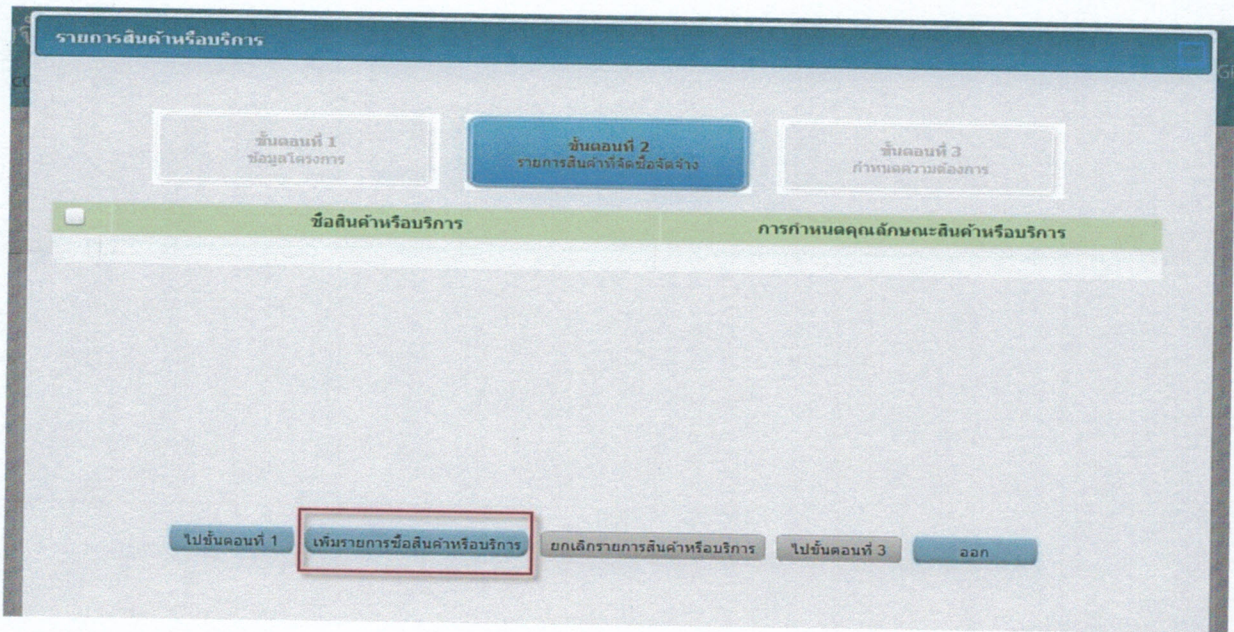 รายการสินค้าหรือบริการ
ขั้นตอนที่ 1
ข้อมูลโครงการ
ขั้นตอนที่ 2
รายการสินค้าที่จัดซื้อจัดจ้าง
ขั้นตอนที่ 3
กำหนดความต้องการ
ชื่อสินค้าหรือบริการ
การกำหนดคุณลักษณะสินค้าหรือบริการ
ไปขั้นตอนที่ 1
เพิ่มรายการชื่อสินค้าหรือบริการ
ยกเลิกรายการสินค้าหรือบริการ
ไปขั้นตอนที่ 3
ออก